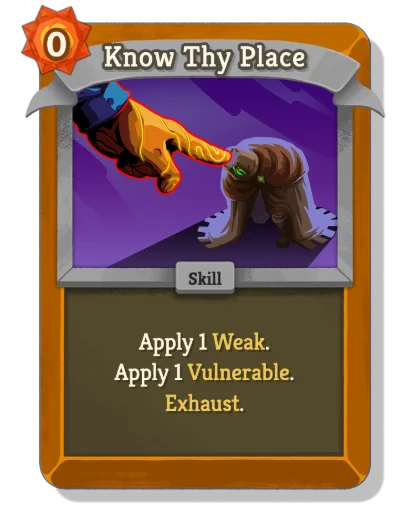 0
Know Thy Place
Skill
Apply 1 Weak.
Apply 1 Vulnerable.
Exhaust.